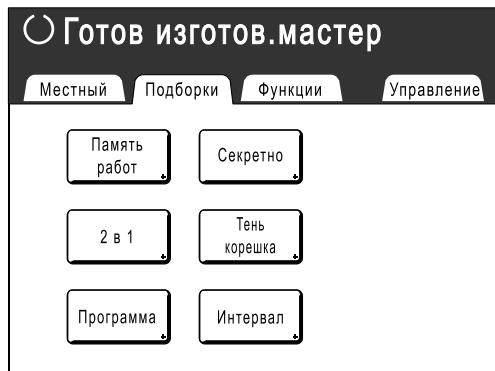 Готов изготов.мастер
Местный Подборки Функции Управление
Память работ Секретно
2 в 1 Тень корешка
Программа Интервал